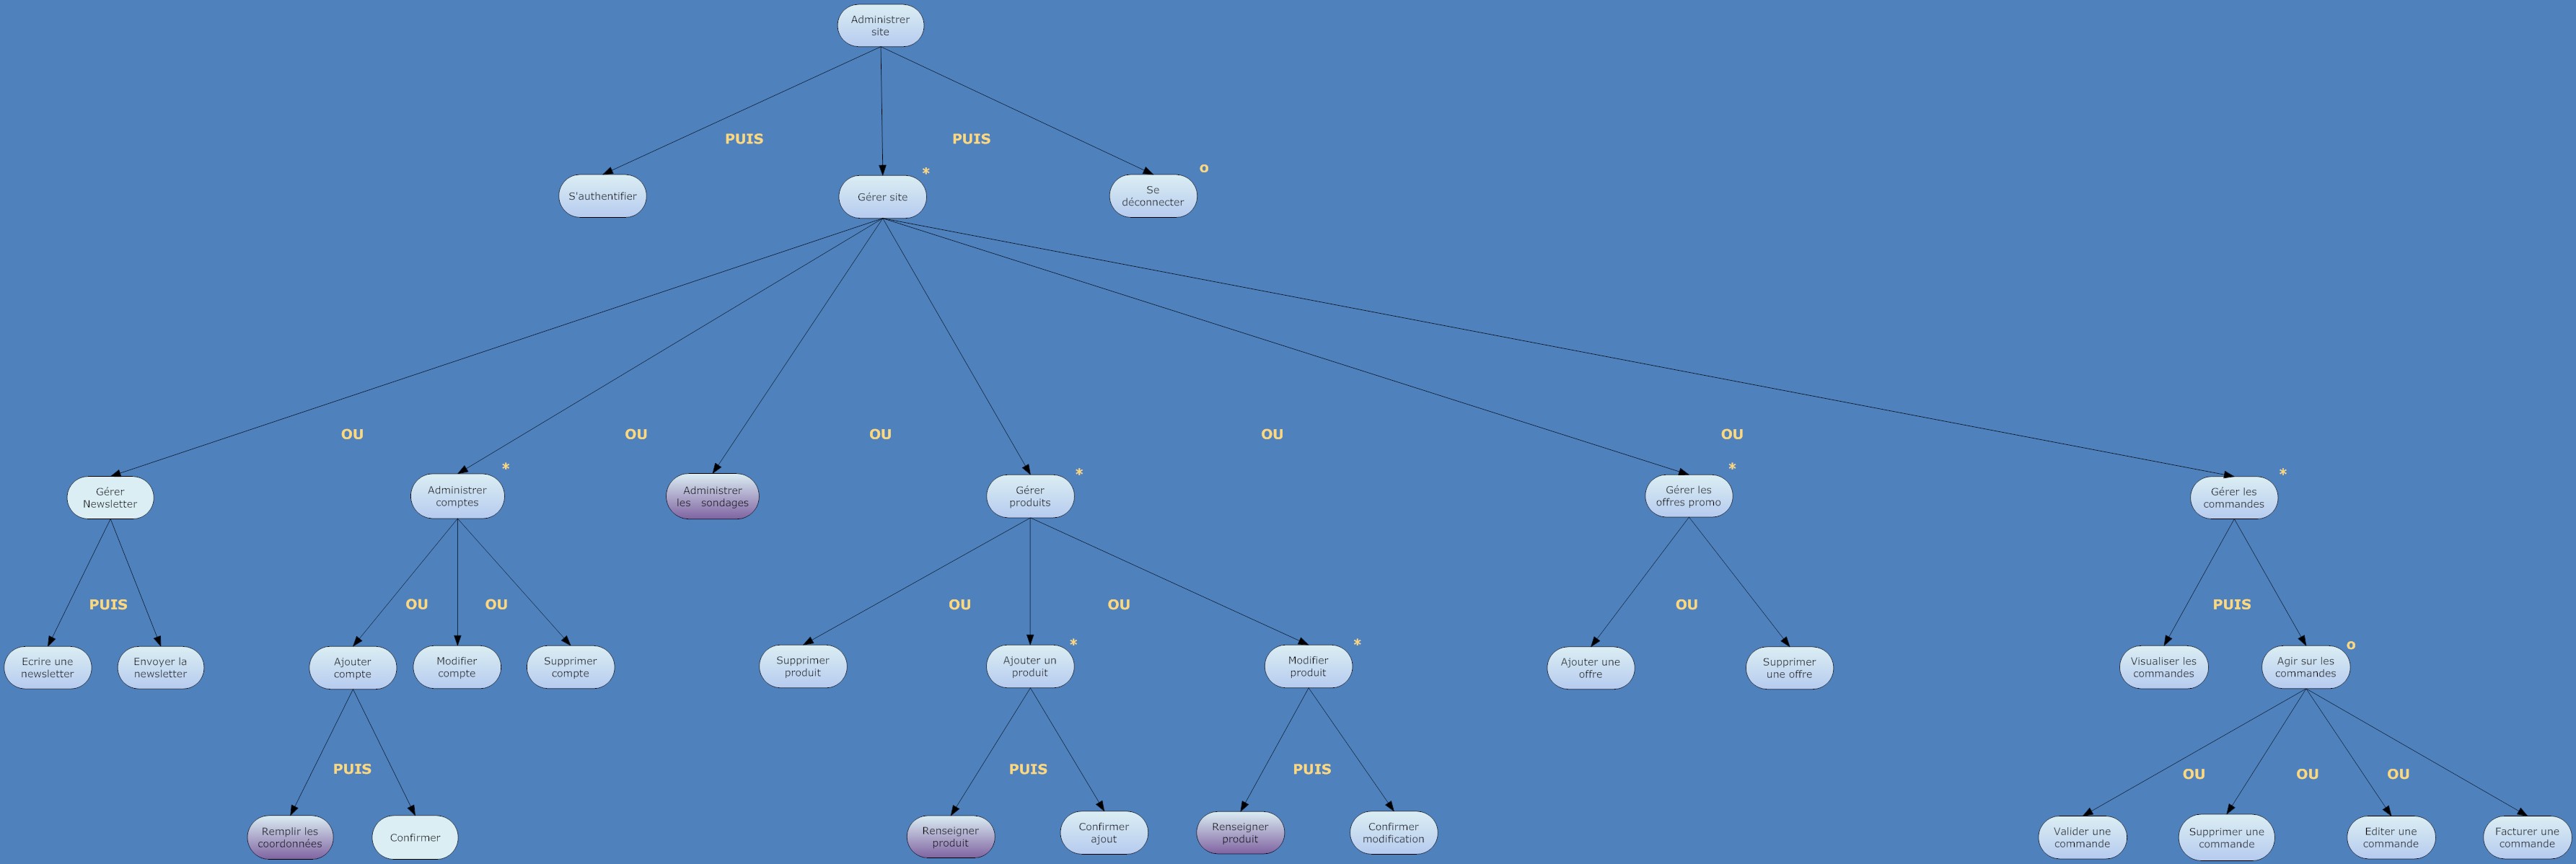 Administrer
site
PUIS
PUIS
S'authentifier
*
Gérer site
o
Se
déconnecter
OU
OU
OU
OU
OU
Gérer
Newsletter
*
Administrer
comptes
Administrer
les sondages
*
Gérer
produits
*
Gérer les
offres promo
*
Gérer les
commandes
PUIS
OU
OU
OU
OU
OU
PUIS
Ecrire une
newsletter
Envoyer la
newsletter
Ajouter
compte
Modifier
compte
Supprimer
compte
Supprimer
produit
*
Ajouter un
produit
*
Modifier
produit
Ajouter une
offre
Supprimer
une offre
Visualiser les
commandes
o
Agir sur les
commandes
PUIS
PUIS
PUIS
OU
OU
OU
Remplir les
coordonnées
Confirmer
Renseigner
produit
Confirmer
ajout
Renseigner
produit
Confirmer
modification
Valider une
commande
Supprimer une
commande
Editer une
commande
Facturer une
commande